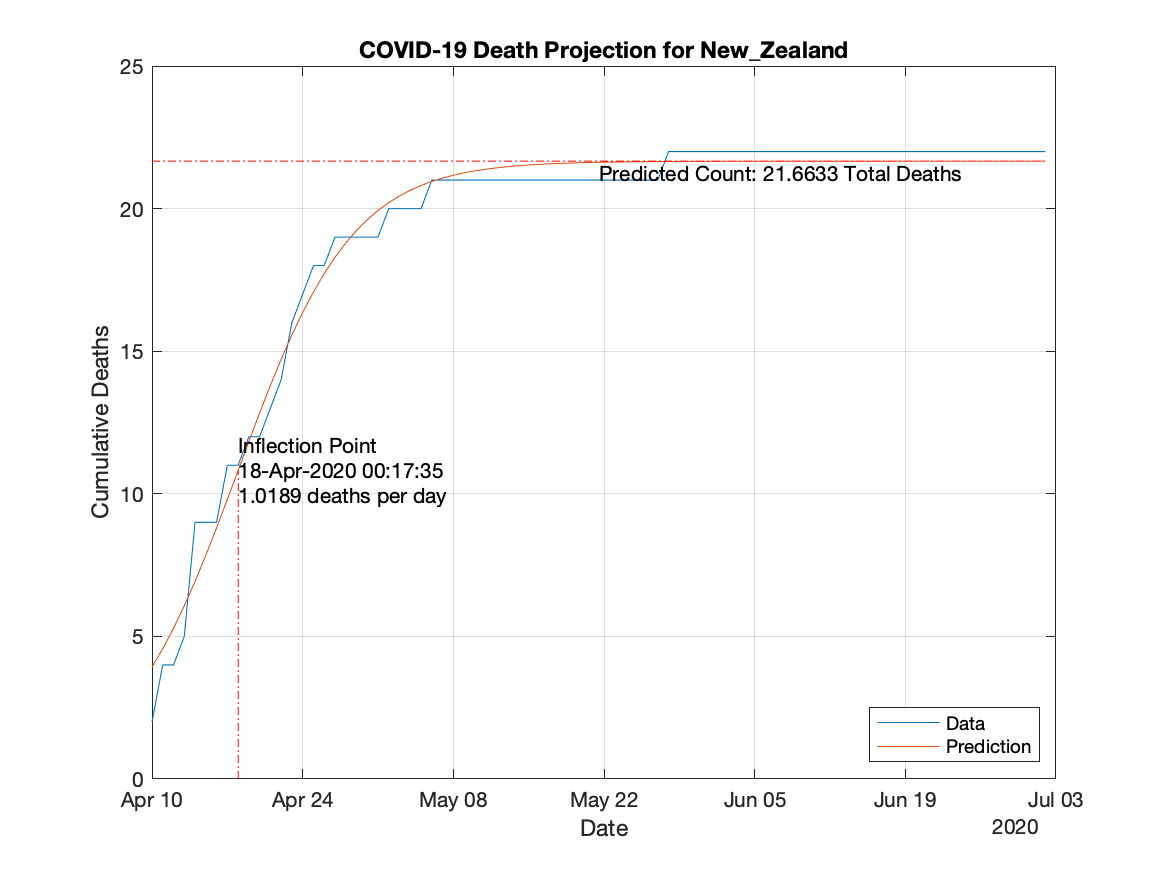 COVID-19 Death Projection for New_Zealand
25
20
15
10
5
0
Cumulative Deaths
Predicted Count: 21.6633 Total Deaths
Inflection Point
18-Apr-2020 00:17:35
1.0189 deaths per day
Data
Prediction
Apr 10 Apr 24 May 08 May 22 Jun 05 Jun 19 Jul 03
Date
2020